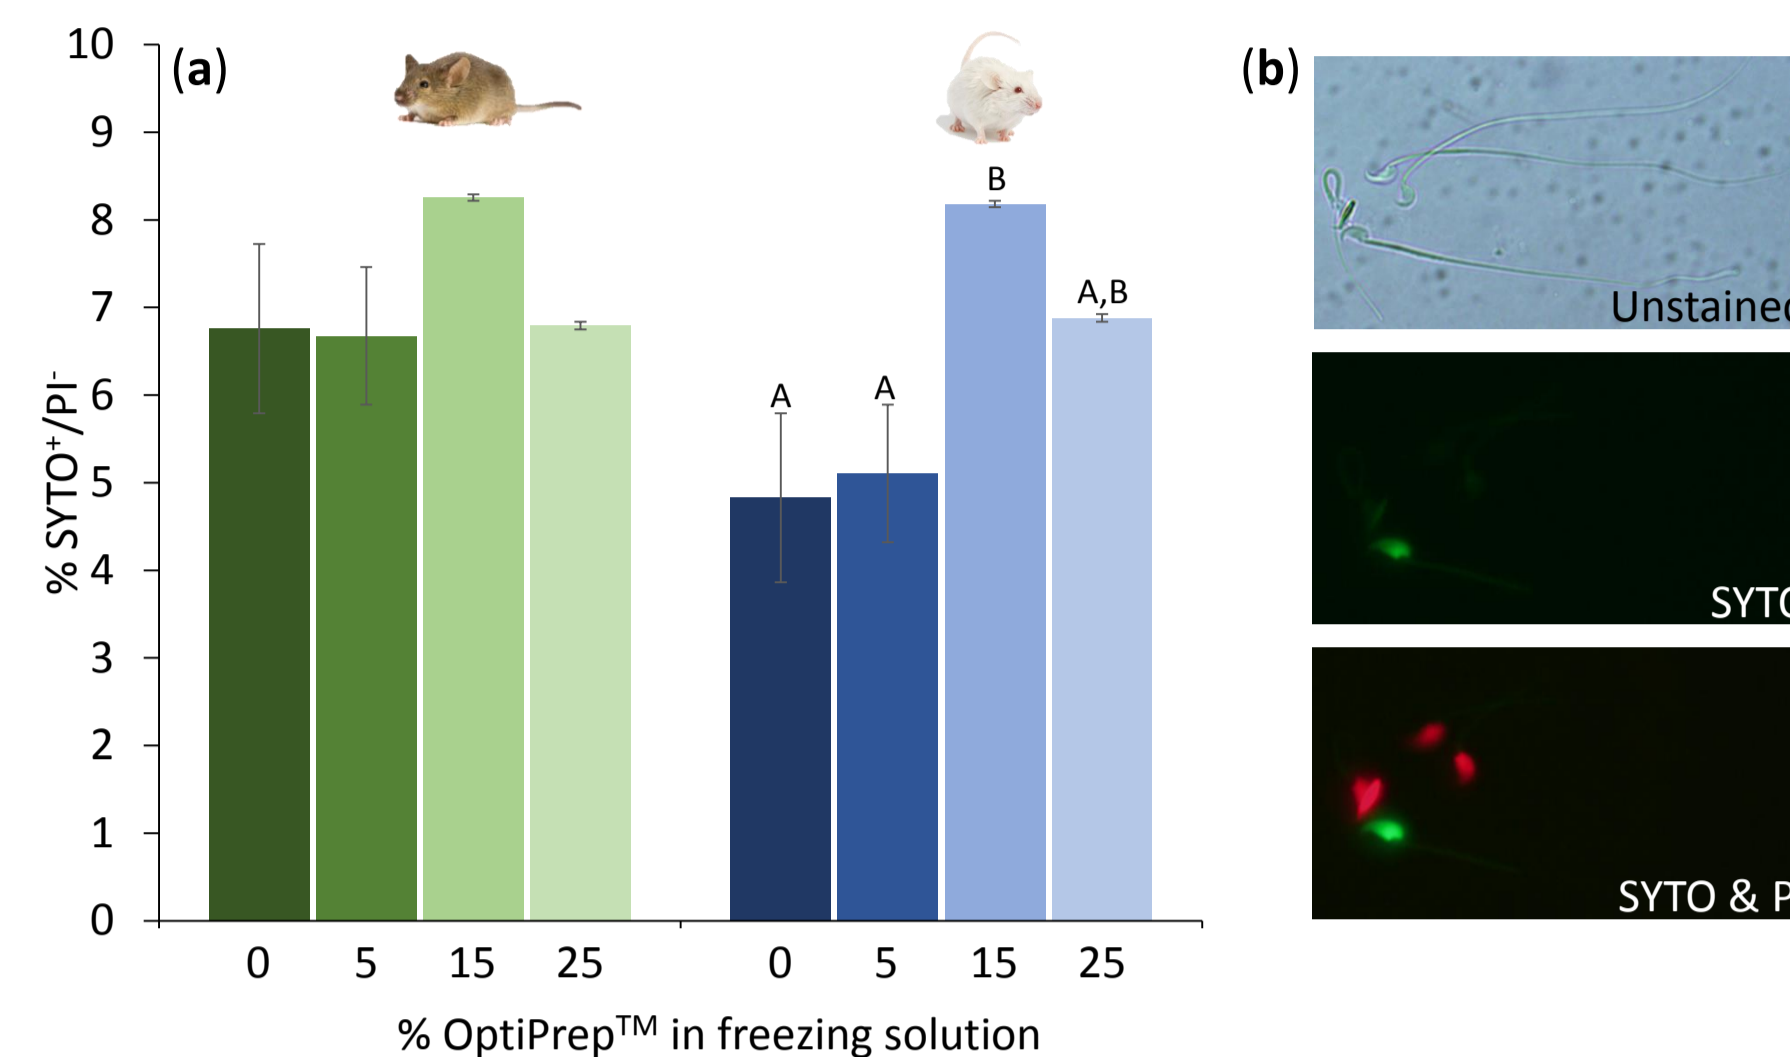 (a)
10
9
8
7
6
5
4
3
2
1
0
% SYTO⁺/PI⁻
B
A,B
A
A
0 5 15 25 0 5 15 25
% OptiPrep™ in freezing solution
(b)
Unstained
SYTO
SYTO & P